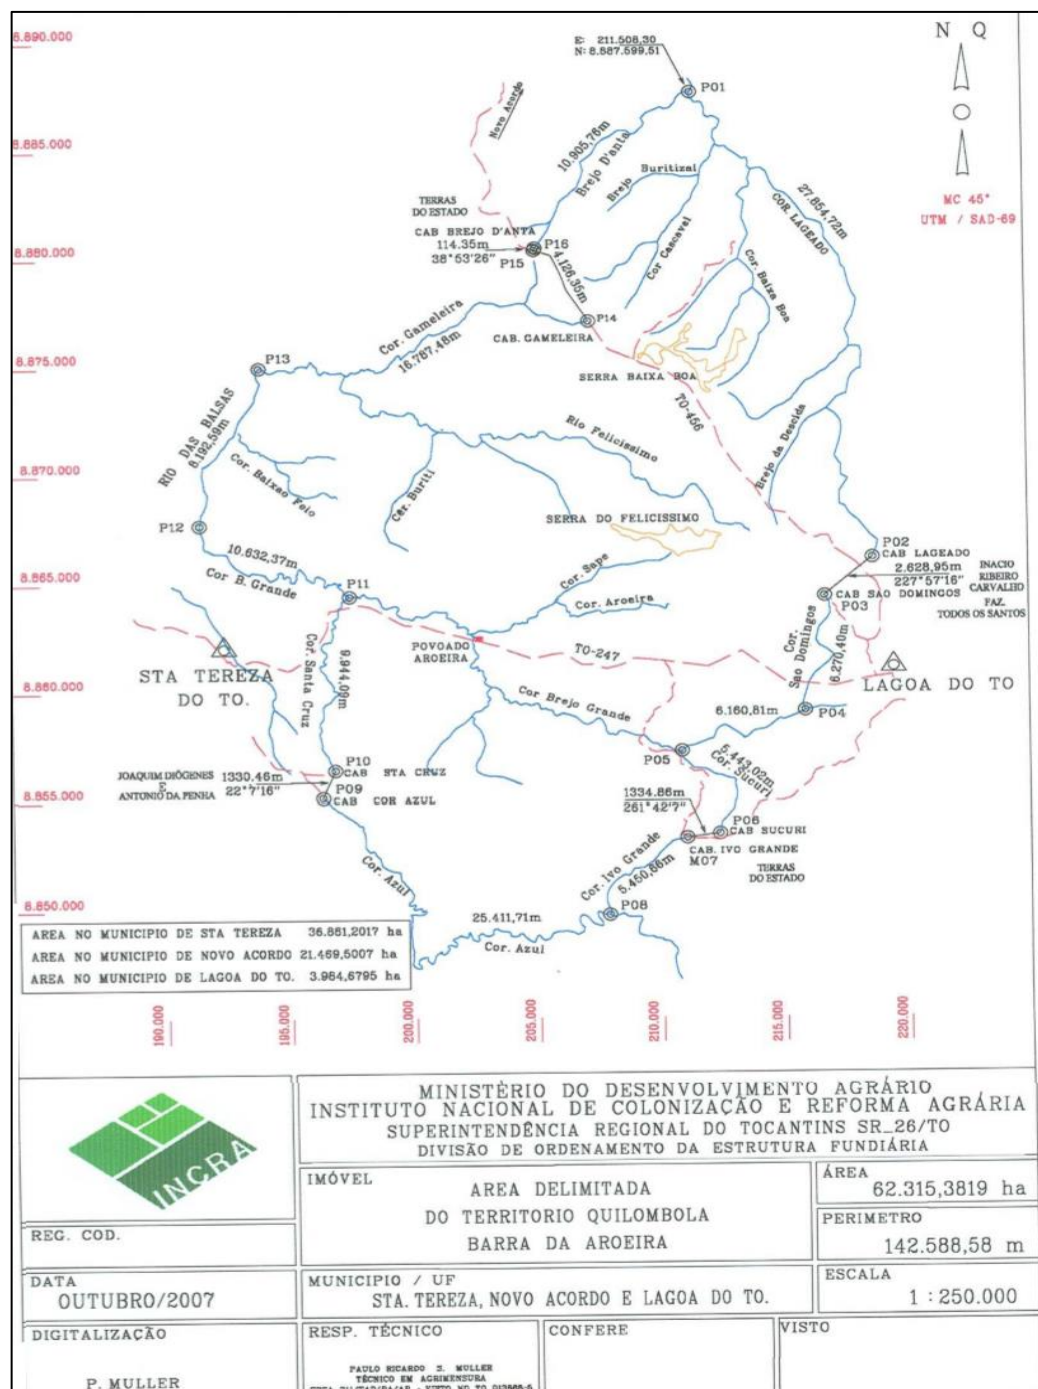 8.890.000
8.885.000
8.880.000
8.875.000
8.870.000
8.865.000
8.860.000
8.855.000
8.850.000
N Q
MC 45°
UTM / SAD-69
E: 211.508,30
N: 8.887.599,51
P01
Novo Acordo
10.905,76m
Brejo D'anta
Brejo Buritizal
27.854,72m
COR. LAGEADO
TERRAS
DO ESTADO
CAB BREJO D'ANTA
114.35m
38°53'26"
P16
P15
4.126,35m
Cor Cascavel
Cor. Baixa Boa
P14
CAB. GAMELEIRA
Cor. Gameleira
16.787,48m
P13
SERRA BAIXA BOA
TO-456
RIO DAS BALSAS
8.192,59m
Cor. Baixao Feio
Cor. Buriti
Rio Felicissimo
Brejo da Descida
P12
SERRA DO FELICISSIMO
P02
CAB LAGEADO
2.628,95m
227°57'16"
INACIO
RIBEIRO
CARVALHO
FAZ.
TODOS OS SANTOS
CAB SAO DOMINGOS
P03
10.632,37m
Cor B. Grande
P11
Cor. Sape
Cor. Aroeira
Cor. Sao Domingos
6.270,40m
POVOADO
AROEIRA
TO-247
STA TEREZA
DO TO.
Cor. Santa Cruz
9.944,09m
LAGOA DO TO
Cor Brejo Grande
6.160,81m
P04
P05
5.443,02m
Cor. Sucuri
P10
CAB STA CRUZ
JOAQUIM DIÓGENES
E
ANTONIO DA PENHA
1330.46m
22°7'16"
P09
CAB COR AZUL
1334.86m
261°42'7"
P06
CAB SUCURI
CAB. IVO GRANDE
M07
TERRAS
DO ESTADO
Cor. Ivo Grande
5.450,66m
Cor. Azul
P08
25.411,71m
Cor. Azul
AREA NO MUNICIPIO DE STA TEREZA 36.881,2017 ha
AREA NO MUNICIPIO DE NOVO ACORDO 21.469,5007 ha
AREA NO MUNICIPIO DE LAGOA DO TO. 3.964,6795 ha
190.000
195.000
200.000
205.000
210.000
215.000
220.000
INCRA
MINISTÉRIO DO DESENVOLVIMENTO AGRÁRIO
INSTITUTO NACIONAL DE COLONIZAÇÃO E REFORMA AGRÁRIA
SUPERINTENDÊNCIA REGIONAL DO TOCANTINS SR_26/TO
DIVISÃO DE ORDENAMENTO DA ESTRUTURA FUNDIÁRIA
IMÓVEL
AREA DELIMITADA
DO TERRITORIO QUILOMBOLA
BARRA DA AROEIRA
ÁREA
62.315,3819 ha
PERIMETRO
142.588,58 m
REG. COD.
DATA
OUTUBRO/2007
MUNICIPIO / UF
STA. TEREZA, NOVO ACORDO E LAGOA DO TO.
ESCALA
1 : 250.000
DIGITALIZAÇÃO
P. MULLER
RESP. TÉCNICO
PAULO RICARDO S. MULLER
TÉCNICO EM AGRIMENSURA
CONFERE
VISTO